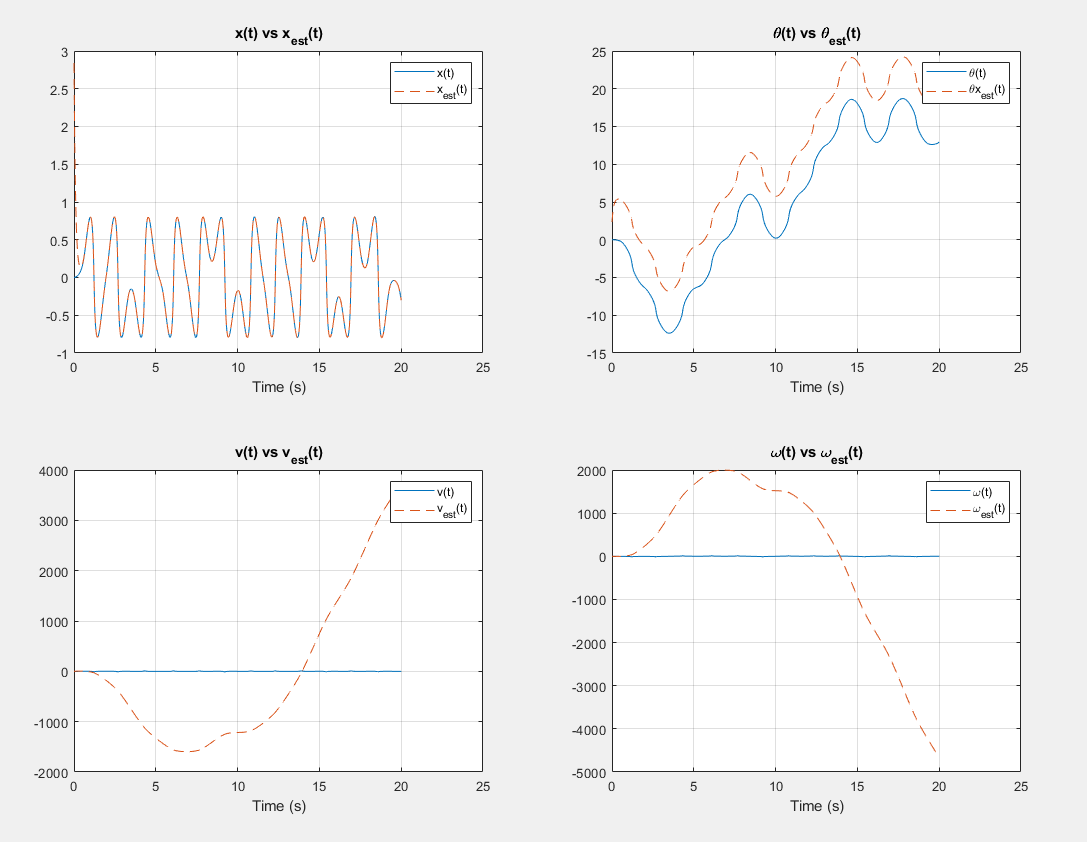 x(t) vs x_est(t)
3
2.5
2
1.5
1
0.5
0
-0.5
-1
x(t)
x_est(t)
0 5 10 15 20 25
Time (s)
θ(t) vs θ_est(t)
25
20
15
10
5
0
-5
-10
-15
θ(t)
θx_est(t)
0 5 10 15 20 25
Time (s)
v(t) vs v_est(t)
4000
3000
2000
1000
0
-1000
-2000
v(t)
v_est(t)
0 5 10 15 20 25
Time (s)
ω(t) vs ω_est(t)
2000
1000
0
-1000
-2000
-3000
-4000
-5000
ω(t)
ω_est(t)
0 5 10 15 20 25
Time (s)